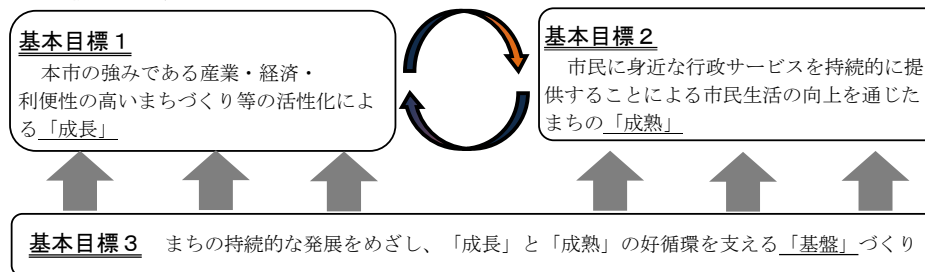 基本目標１
本市の強みである産業・経済・
利便性の高いまちづくり等の活性化によ
る「成長」
基本目標２
市民に身近な行政サービスを持続的に提
供することによる市民生活の向上を通じた
まちの「成熟」
基本目標３　まちの持続的な発展をめざし、「成長」と「成熟」の好循環を支える「基盤」づくり